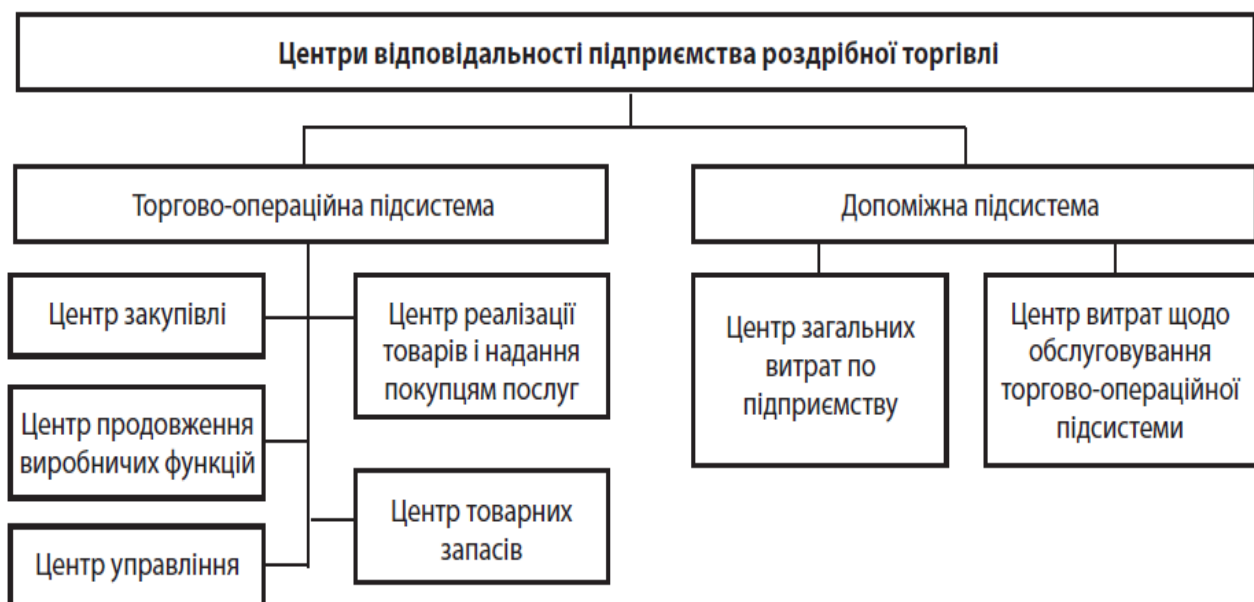 Центри відповідальності підприємства роздрібної торгівлі
Торгово-операційна підсистема
Допоміжна підсистема
Центр закупівлі
Центр реалізації
товарів і надання
покупцям послуг
Центр продовження
виробничих функцій
Центр товарних
запасів
Центр управління
Центр загальних
витрат по
підприємству
Центр витрат щодо
обслуговування
торгово-операційної
підсистеми